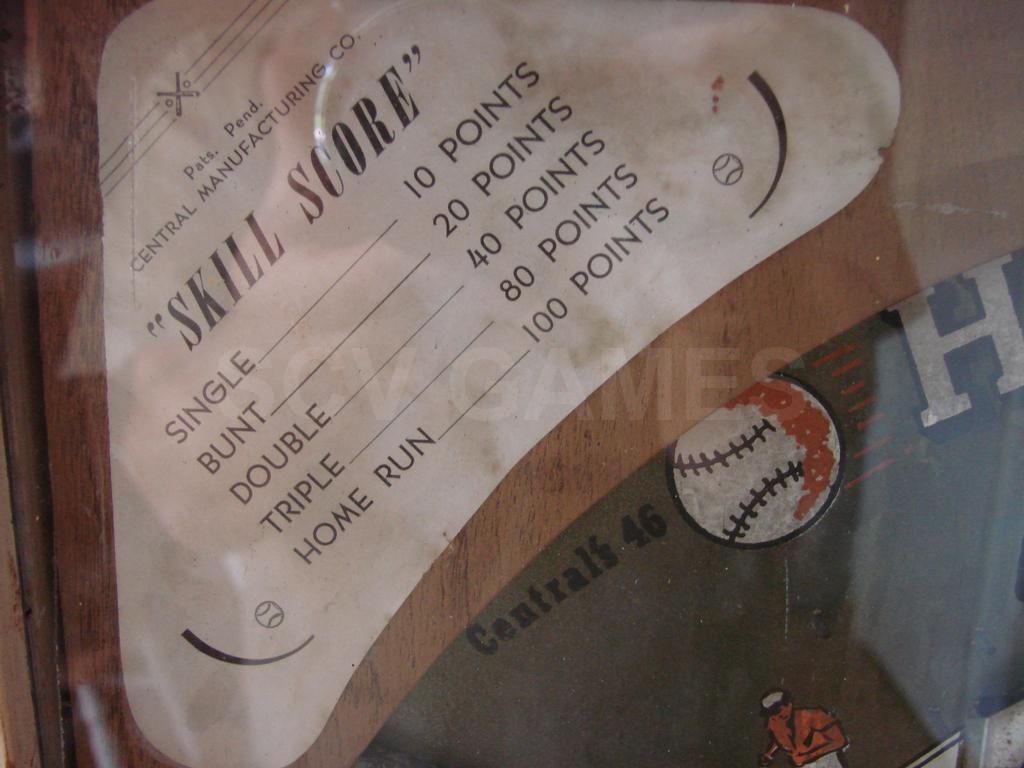 Pats. Pend.
CENTRAL MANUFACTURING CO.
"SKILL SCORE"
SINGLE 10 POINTS
BUNT 20 POINTS
DOUBLE 40 POINTS
TRIPLE 80 POINTS
HOME RUN 100 POINTS
SCV GAMES
H
Central's 46